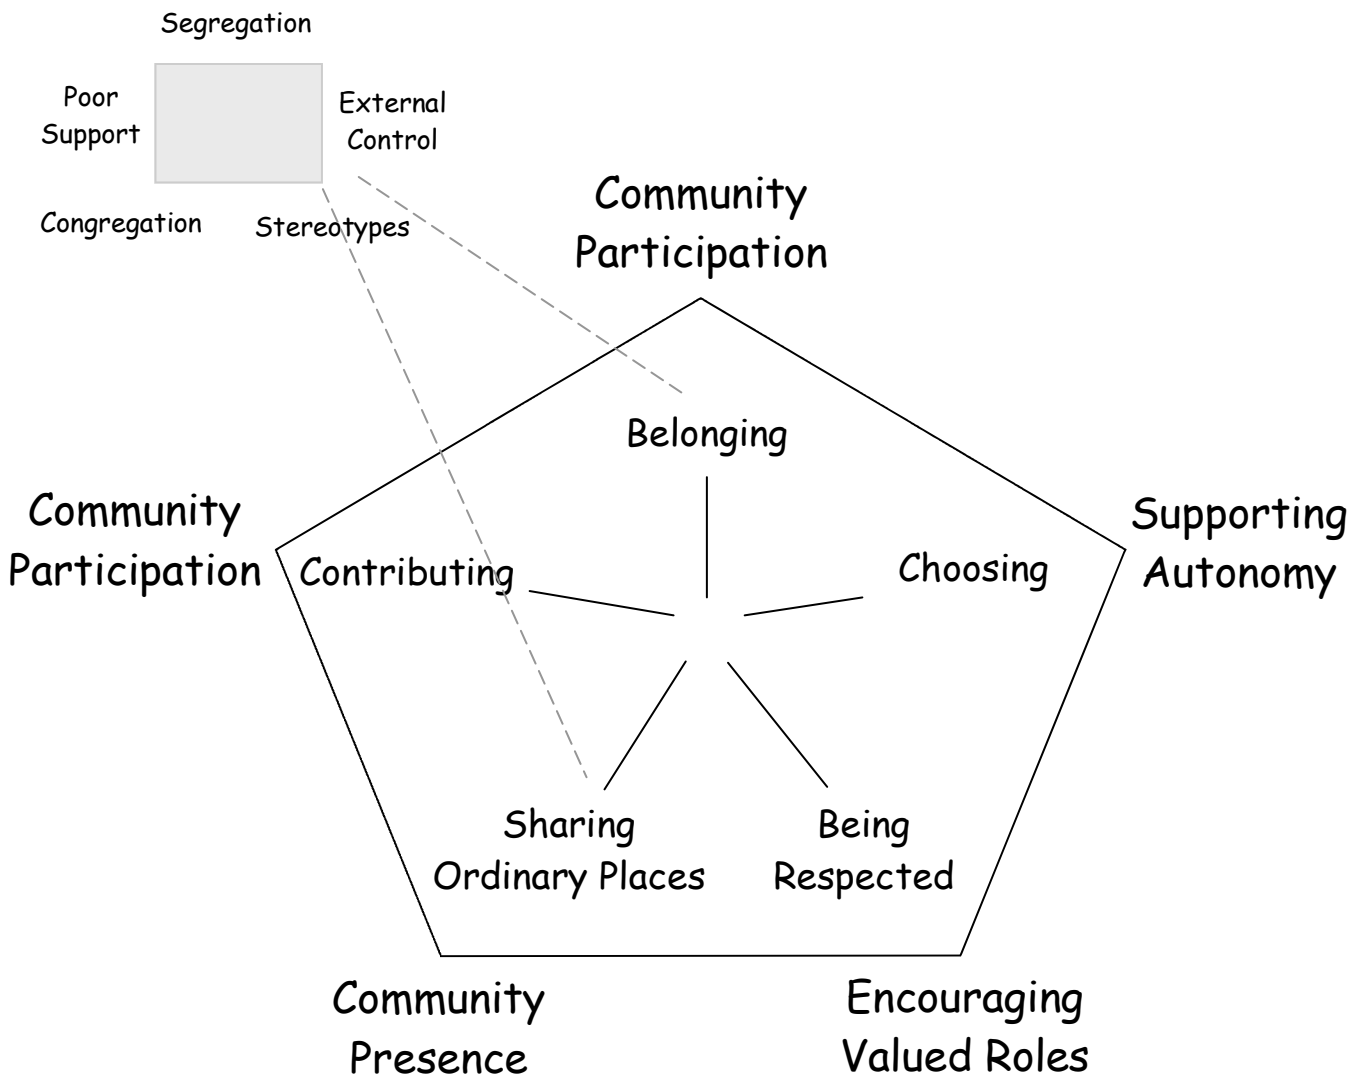 Segregation
Poor
Support
External
Control
Congregation
Stereotypes
Community
Participation
Belonging
Community
Participation
Contributing
Choosing
Supporting
Autonomy
Sharing
Ordinary Places
Being
Respected
Community
Presence
Encouraging
Valued Roles